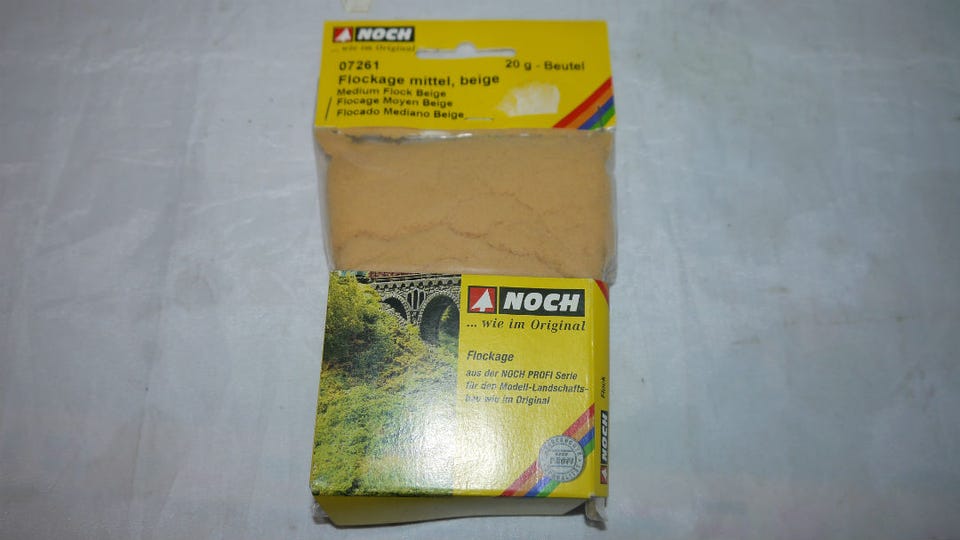 NOCH
... wie im Original
07261
20 g - Beutel
Flockage mittel, beige
Medium Flock Beige
Flocage Moyen Beige
Flocado Mediano Beige
NOCH
... wie im Original
Flockage
aus der NOCH PROFI Serie
für den Modell-Landschafts-
bau wie im Original
PROFI
NOCH
Flock